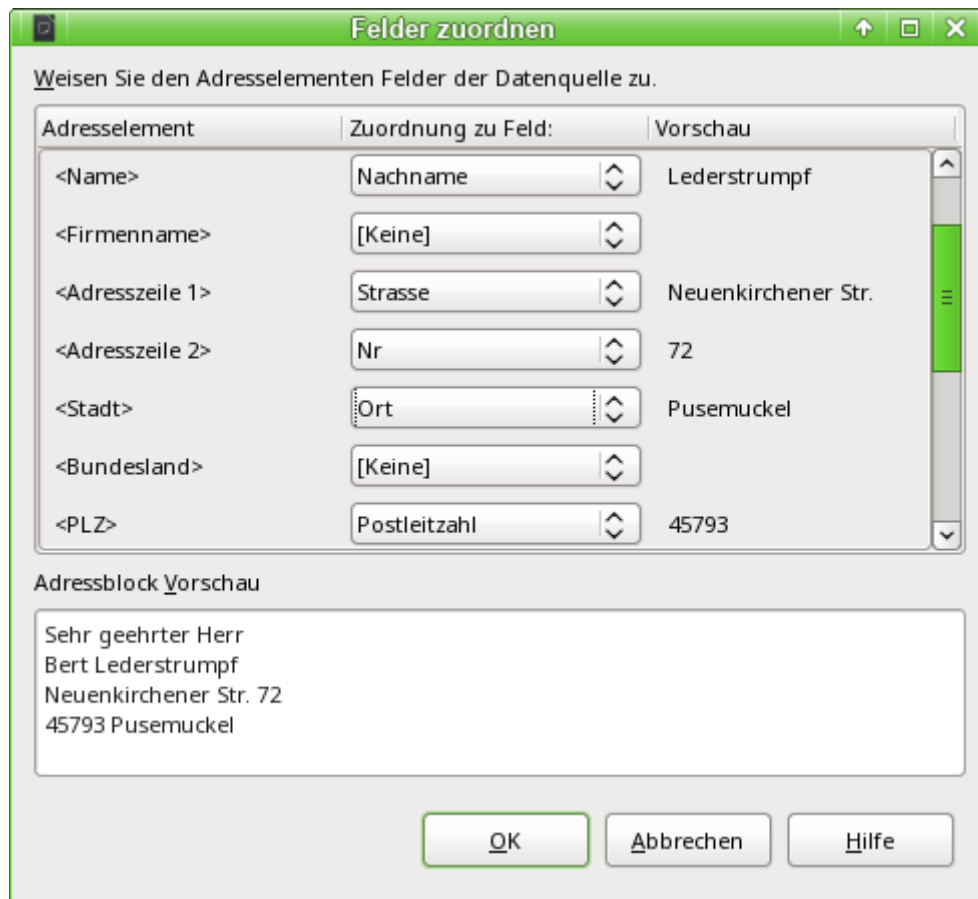 Felder zuordnen
Weisen Sie den Adresselementen Felder der Datenquelle zu.
Adresselement Zuordnung zu Feld: Vorschau
<Name> Nachname Lederstrumpf
<Firmenname> [Keine]
<Adresszeile 1> Strasse Neuenkirchener Str.
<Adresszeile 2> Nr 72
<Stadt> Ort Pusemuckel
<Bundesland> [Keine]
<PLZ> Postleitzahl 45793
Adressblock Vorschau
Sehr geehrter Herr
Bert Lederstrumpf
Neuenkirchener Str. 72
45793 Pusemuckel
OK Abbrechen Hilfe